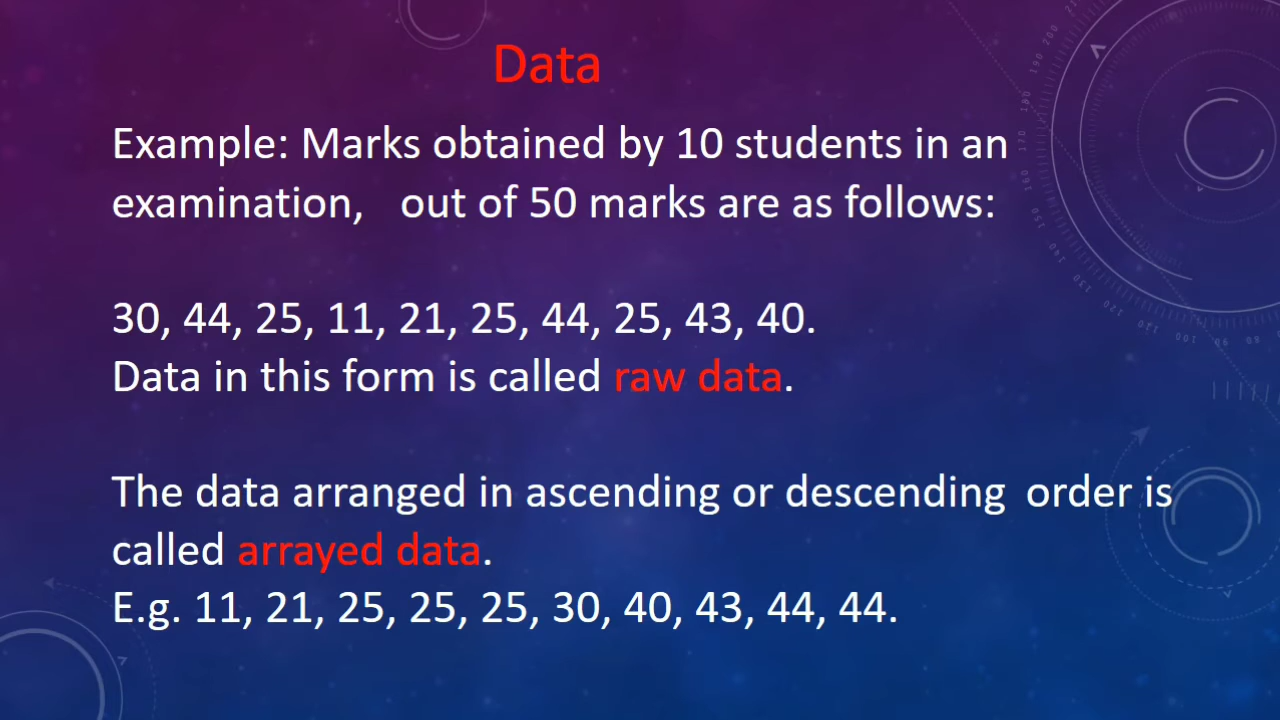 Data
Example: Marks obtained by 10 students in an
examination, out of 50 marks are as follows:
30, 44, 25, 11, 21, 25, 44, 25, 43, 40.
Data in this form is called raw data.
The data arranged in ascending or descending order is
called arrayed data.
E.g. 11, 21, 25, 25, 25, 30, 40, 43, 44, 44.